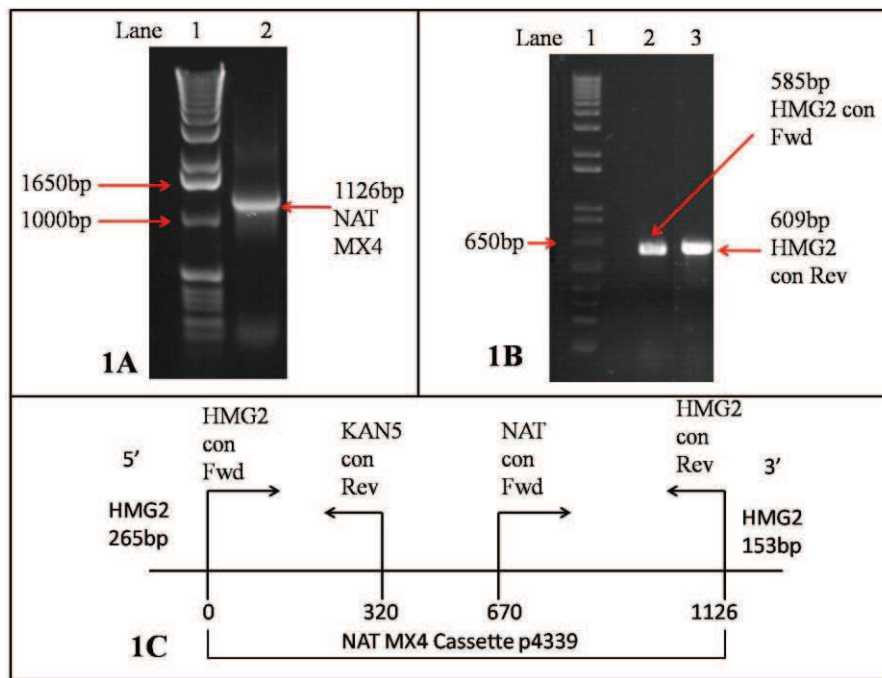 Lane 1 2
1650bp
1000bp
1126bp
NAT
MX4
1A
Lane 1 2 3
585bp
HMG2 con
Fwd
650bp
609bp
HMG2
con Rev
1B
5’
HMG2
265bp
HMG2
con
Fwd
KAN5
con
Rev
NAT
con
Fwd
HMG2
con
Rev
3’
HMG2
153bp
0 320 670 1126
NAT MX4 Cassette p4339
1C